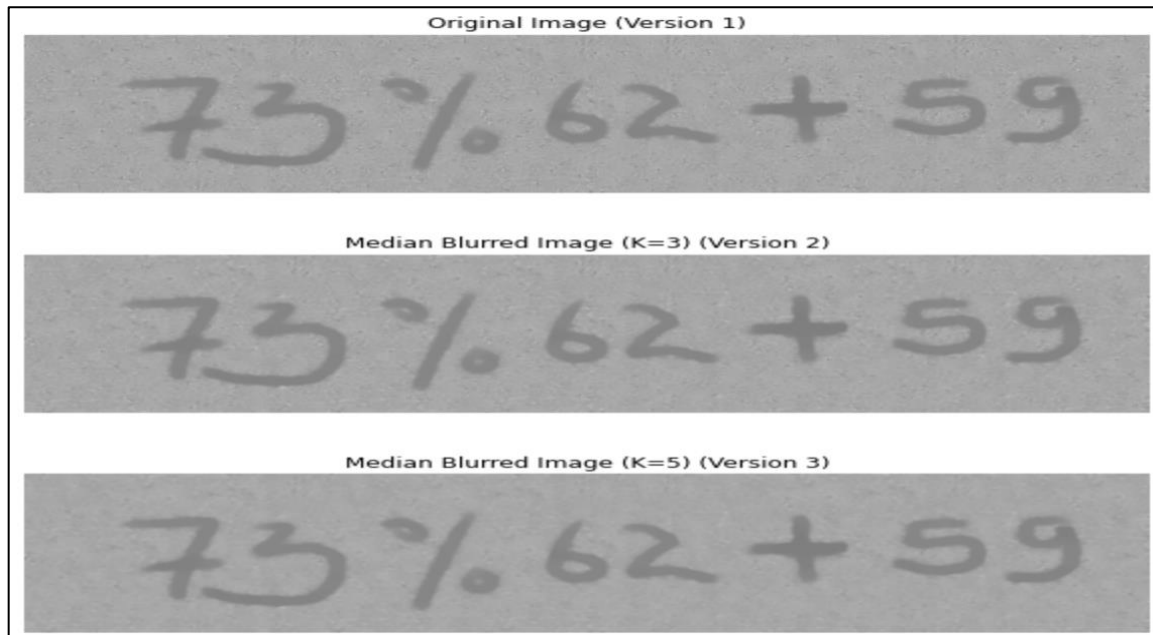 Original Image (Version 1)
73 % 62 + 59
Median Blurred Image (K=3) (Version 2)
73 % 62 + 59
Median Blurred Image (K=5) (Version 3)
73 % 62 + 59